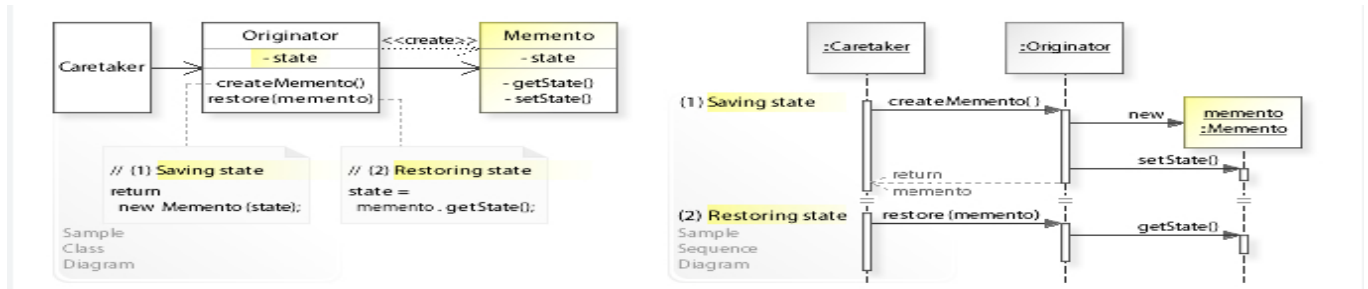 Caretaker
Originator
- state
createMemento()
restore(memento)
<<create>>
Memento
- state
- getState()
- setState()
// (1) Saving state
return
new Memento (state);
// (2) Restoring state
state =
memento . getState();
Sample
Class
Diagram
:Caretaker
:Originator
(1) Saving state
createMemento( )
new
memento
:Memento
setState()
return
memento
(2) Restoring state
restore (memento)
getState()
Sample
Sequence
Diagram